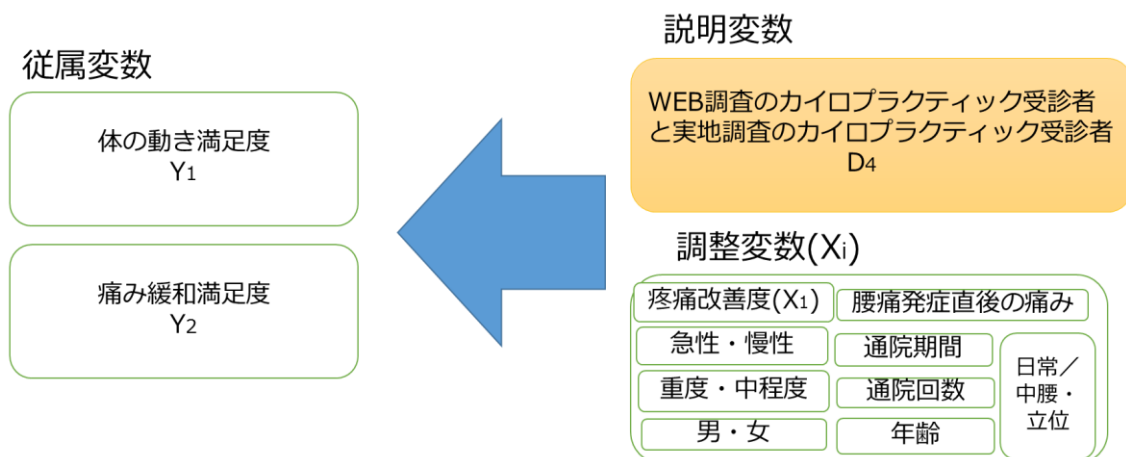 従属変数
体の動き満足度
Y1
痛み緩和満足度
Y2
説明変数
WEB調査のカイロプラクティック受診者
と実地調査のカイロプラクティック受診者
D4
調整変数(Xi)
疼痛改善度(X1)
腰痛発症直後の痛み
急性・慢性
通院期間
重度・中程度
通院回数
男・女
年齢
日常／
中腰・
立位